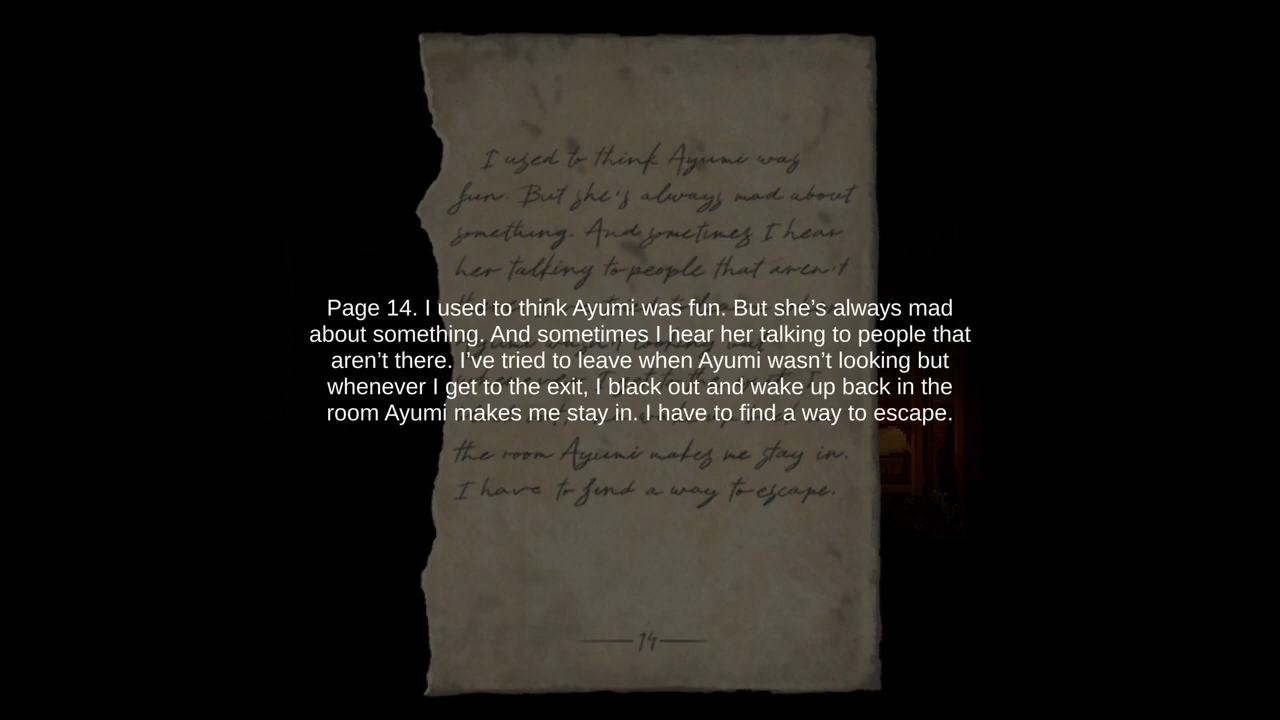 I used to think Ayumi was
fun. But she's always mad about
something. And sometimes I hear
her talking to people that aren't
Page 14. I used to think Ayumi was fun. But she’s always mad
about something. And sometimes I hear her talking to people that
aren’t there. I’ve tried to leave when Ayumi wasn’t looking but
whenever I get to the exit, I black out and wake up back in the
room Ayumi makes me stay in. I have to find a way to escape.
the room Ayumi makes me stay in.
I have to find a way to escape.
14